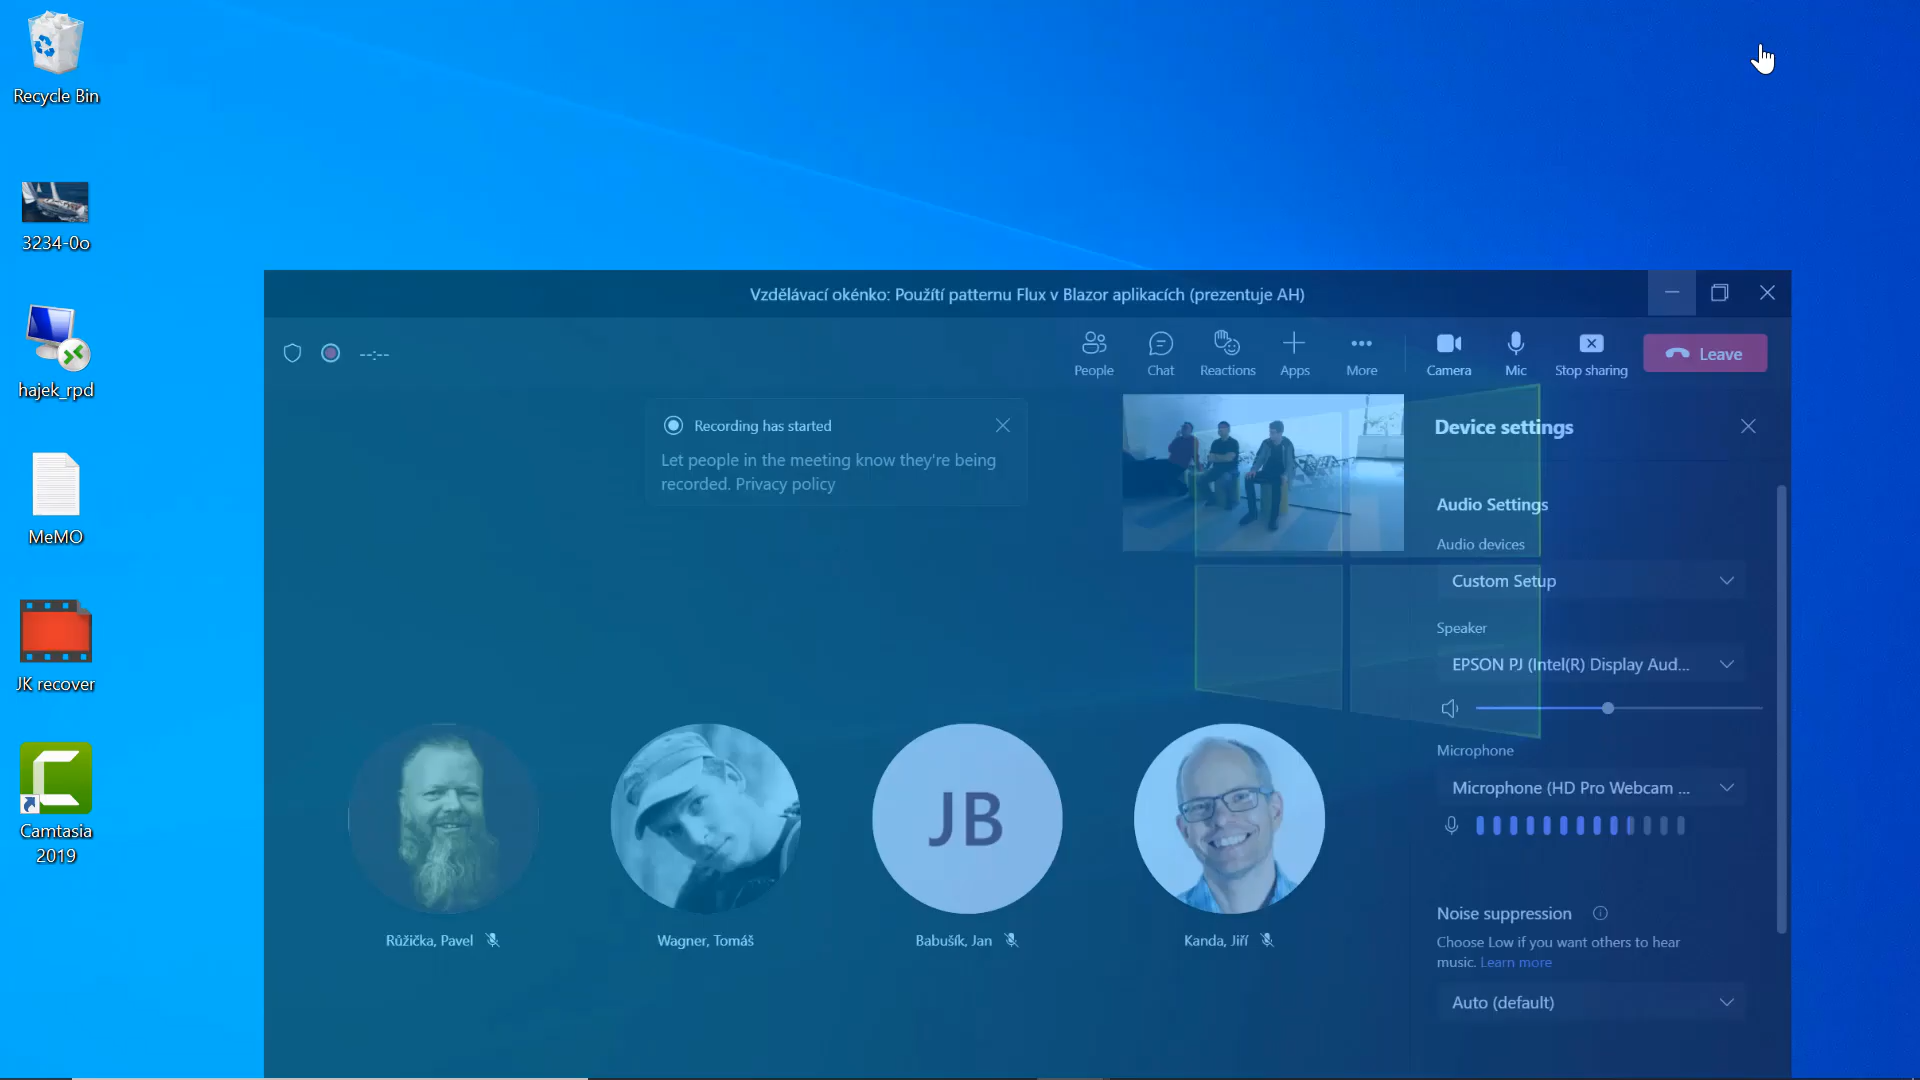 Recycle Bin
3234-0o
hajek_rpd
MeMO
JK recover
Camtasia
2019
Vzdělávací okénko: Použítí patternu Flux v Blazor aplikacích (prezentuje AH)
--:--
People
Chat
Reactions
Apps
More
Camera
Mic
Stop sharing
Leave
Recording has started
Let people in the meeting know they're being
recorded. Privacy policy
Device settings
Audio Settings
Audio devices
Custom Setup
Speaker
EPSON PJ (Intel(R) Display Aud...
Microphone
Microphone (HD Pro Webcam ...
Noise suppression
Choose Low if you want others to hear
music. Learn more
Auto (default)
JB
Růžička, Pavel
Wagner, Tomáš
Babušík, Jan
Kanda, Jiří